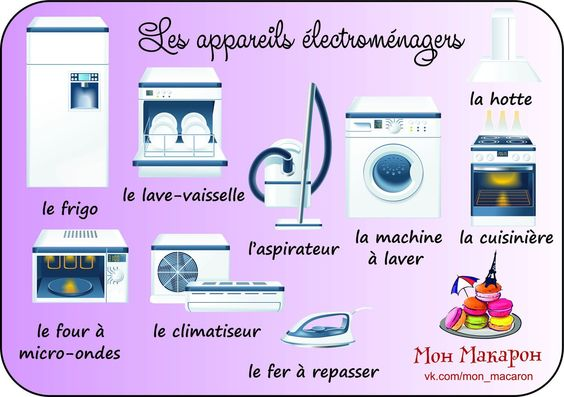 Les appareils électroménagers
la hotte
le frigo
le lave-vaisselle
l'aspirateur
la machine
à laver
la cuisinière
le four à
micro-ondes
le climatiseur
le fer à repasser
Мон Макарон
vk.com/mon_macaron